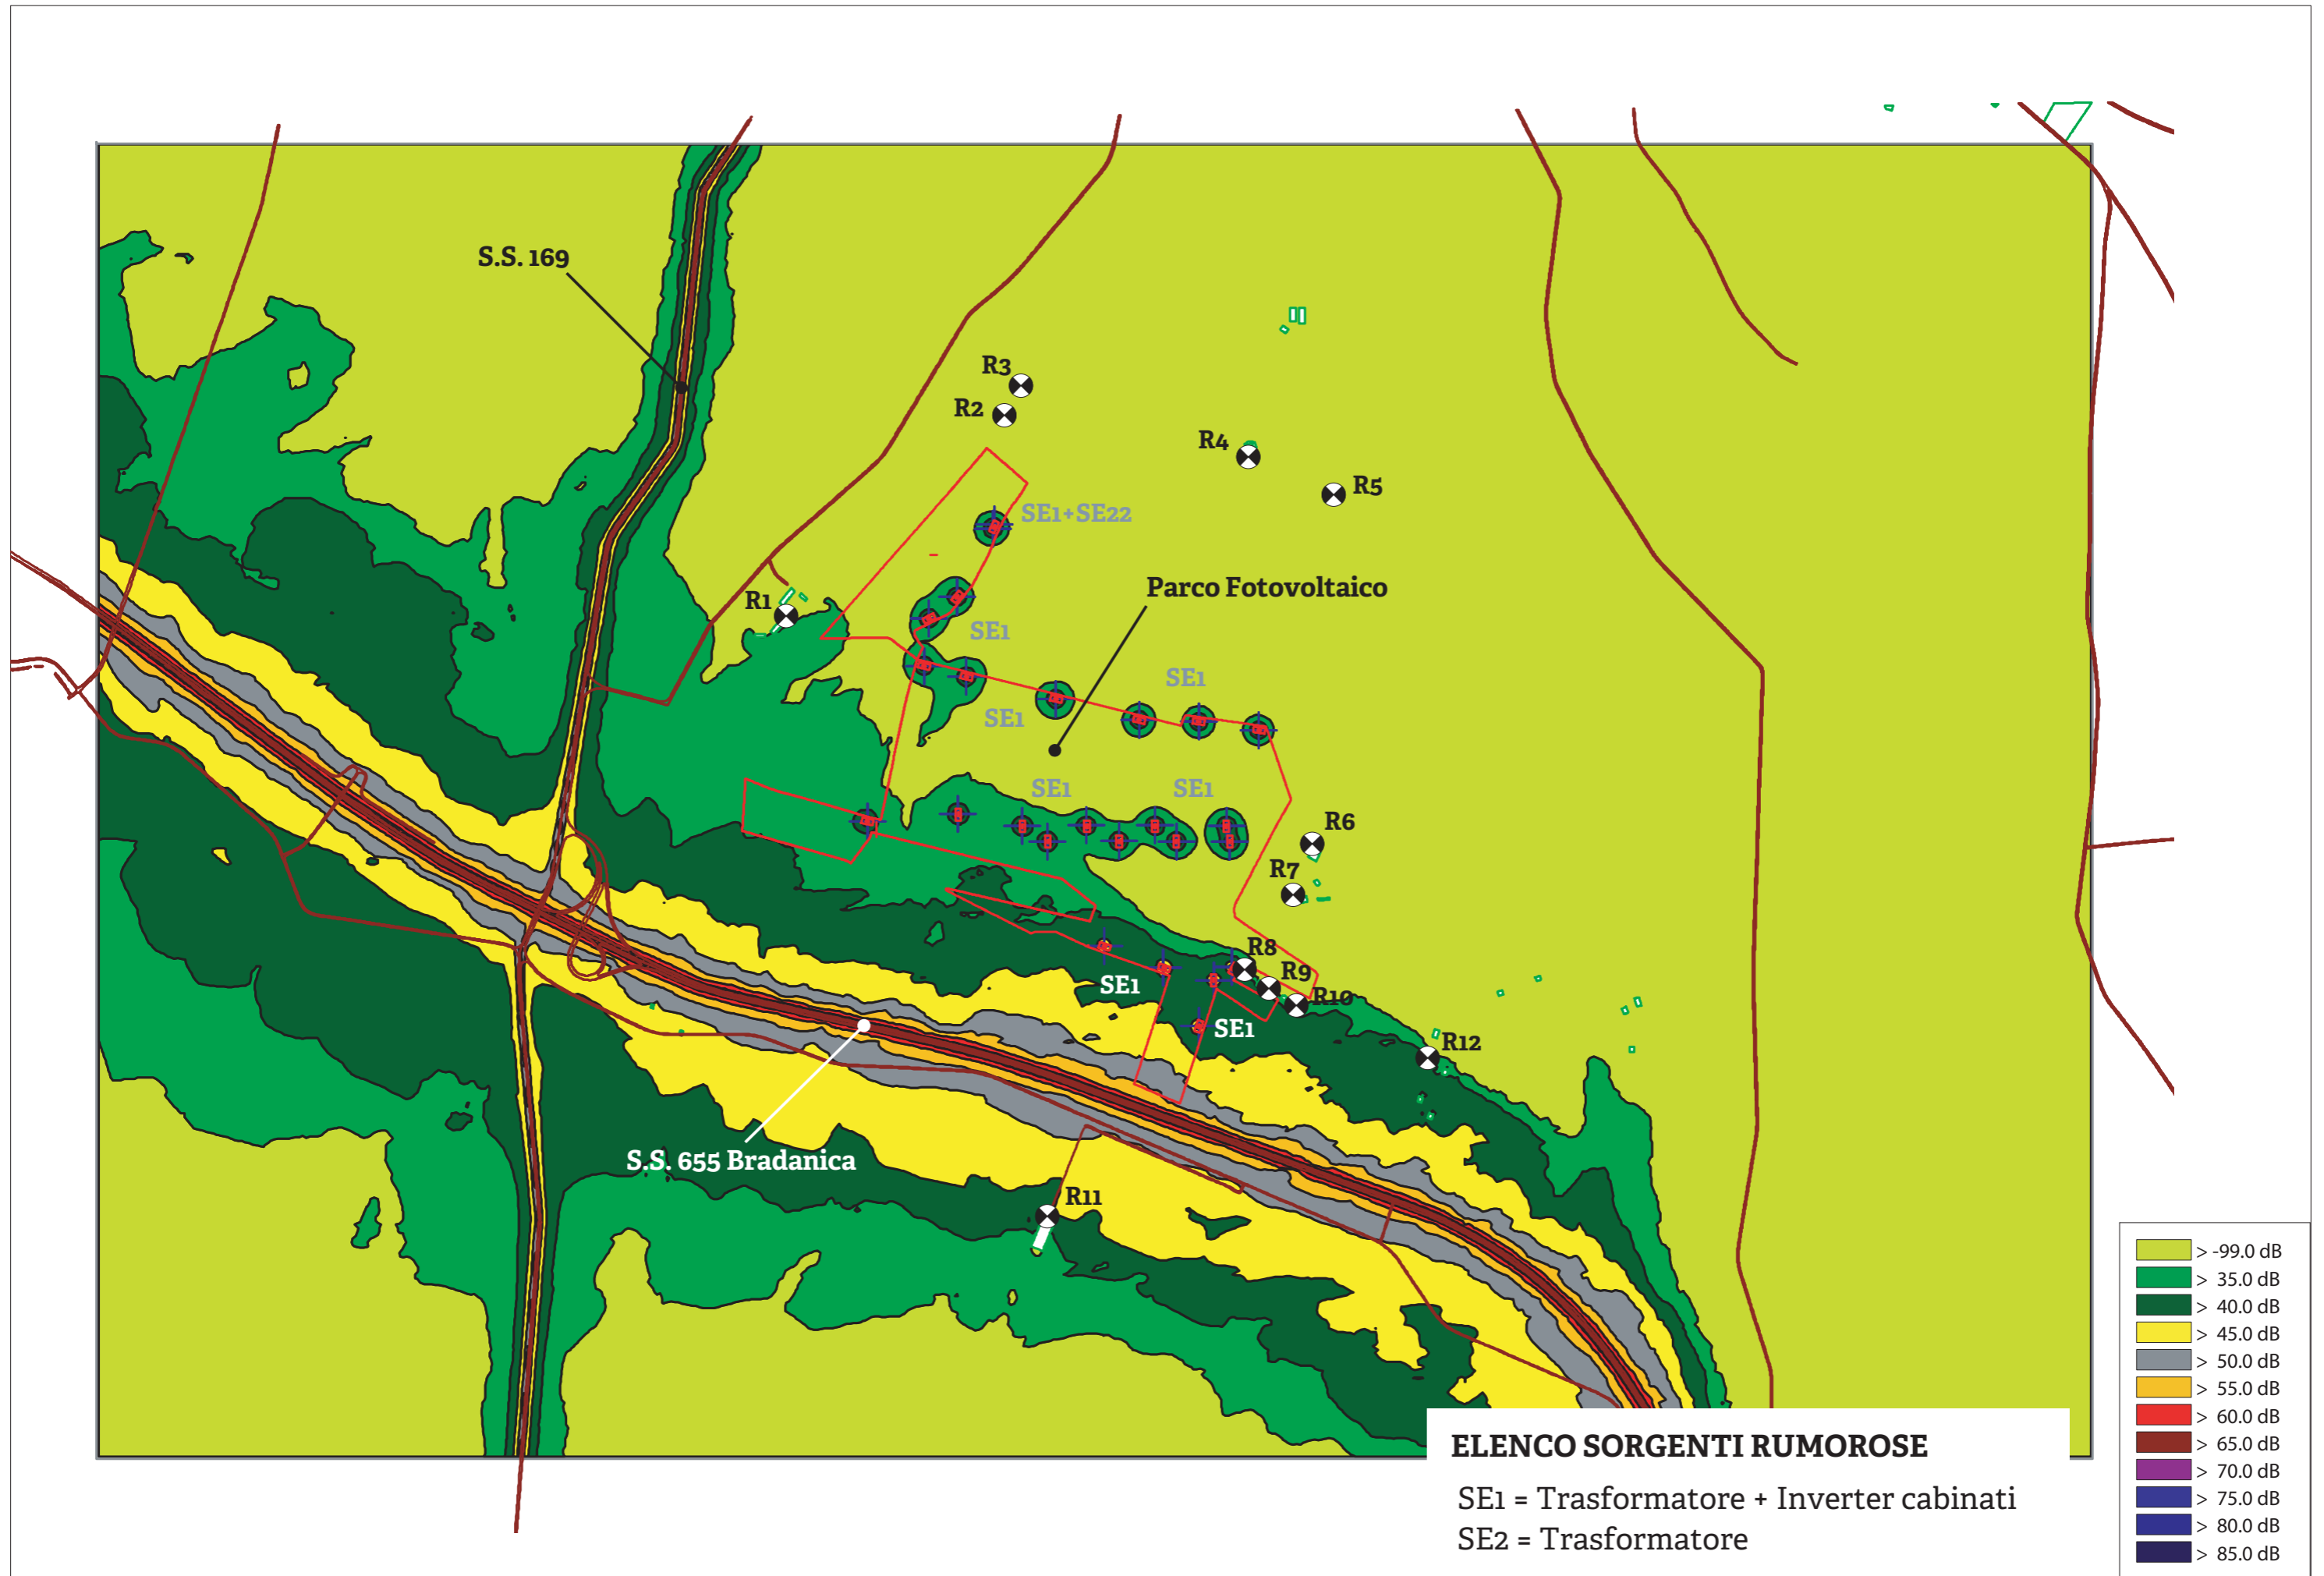 S.S. 169
R3
R2
R4
R5
SE1+SE22
Parco Fotovoltaico
R1
SE1
SE1
SE1
SE1
SE1
R6
R7
R8
R9
R10
SE1
SE1
R12
S.S. 655 Bradanica
R11
> -99.0 dB
> 35.0 dB
> 40.0 dB
> 45.0 dB
> 50.0 dB
> 55.0 dB
> 60.0 dB
> 65.0 dB
> 70.0 dB
> 75.0 dB
> 80.0 dB
> 85.0 dB
ELENCO SORGENTI RUMOROSE
SE1 = Trasformatore + Inverter cabinati
SE2 = Trasformatore